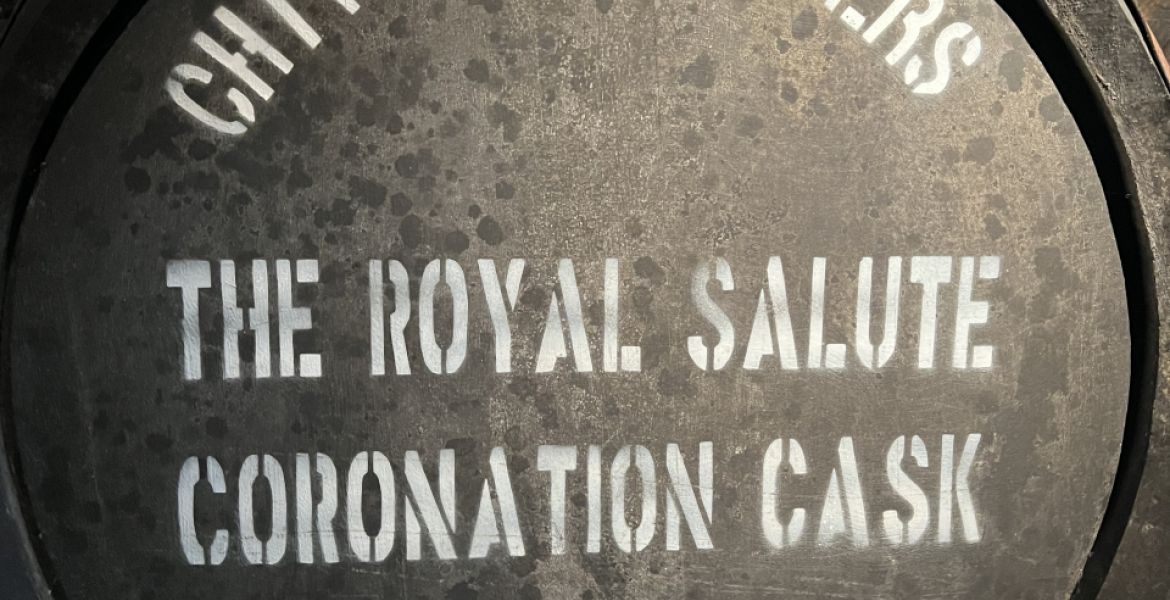 THE ROYAL SALUTE
CORONATION CASK